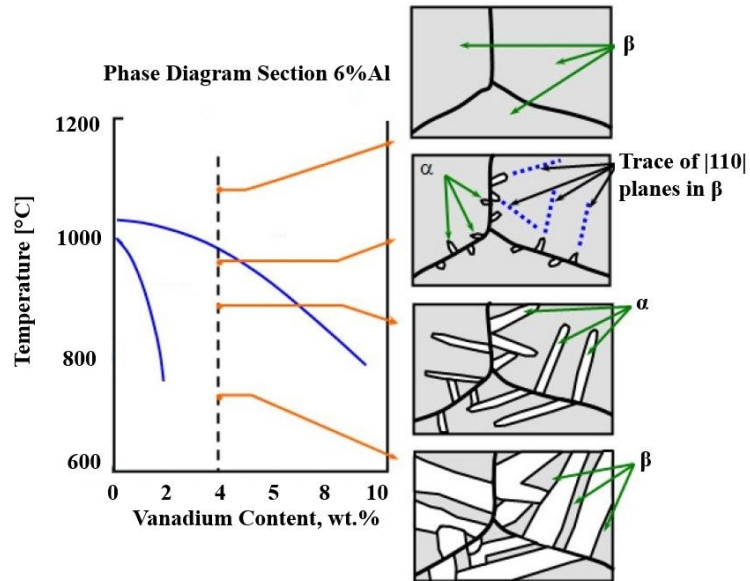 Phase Diagram Section 6%Al
1200
1000
800
600
Temperature [°C]
0 2 4 6 8 10
Vanadium Content, wt.%
β
α
Trace of |110|
planes in β
α
β